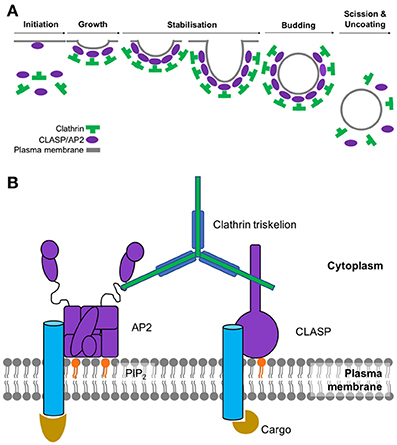 A
Initiation Growth Stabilisation Budding Scission &
Uncoating
Clathrin
CLASP/AP2
Plasma membrane
B
Clathrin triskelion
Cytoplasm
AP2
CLASP
PIP2
Plasma
membrane
Cargo